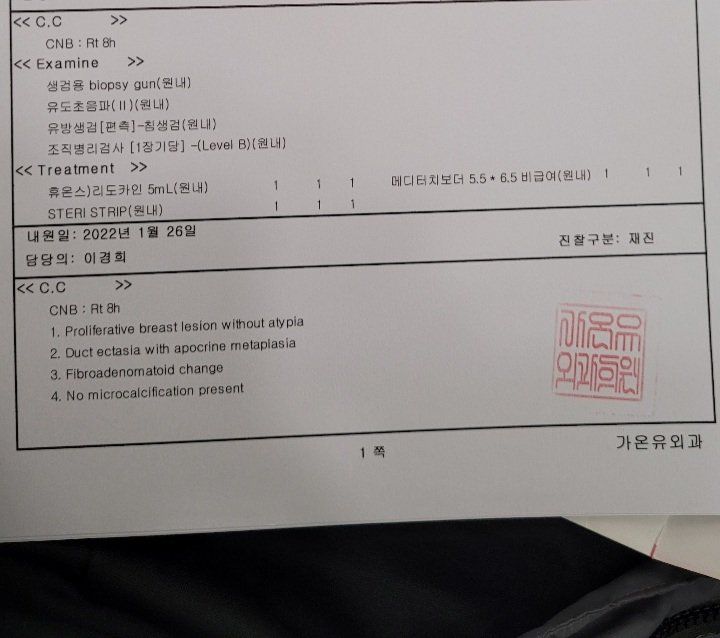 << C.C >>
CNB : Rt 8h
<< Examine >>
생검용 biopsy gun(원내)
유도초음파(II)(원내)
유방생검[편측]-침생검(원내)
조직병리검사 [1장기당] -(Level B)(원내)
<< Treatment >>
휴온스)리도카인 5mL(원내) 1 1 1 메디터치보더 5.5 * 6.5 비급여(원내) 1 1 1
STERI STRIP(원내) 1 1 1
내원일: 2022년 1월 26일 진찰구분: 재진
담당의: 이경희
<< C.C >>
CNB : Rt 8h
1. Proliferative breast lesion without atypia
2. Duct ectasia with apocrine metaplasia
3. Fibroadenomatoid change
4. No microcalcification present
가온유
외과의원
1 쪽 가온유외과